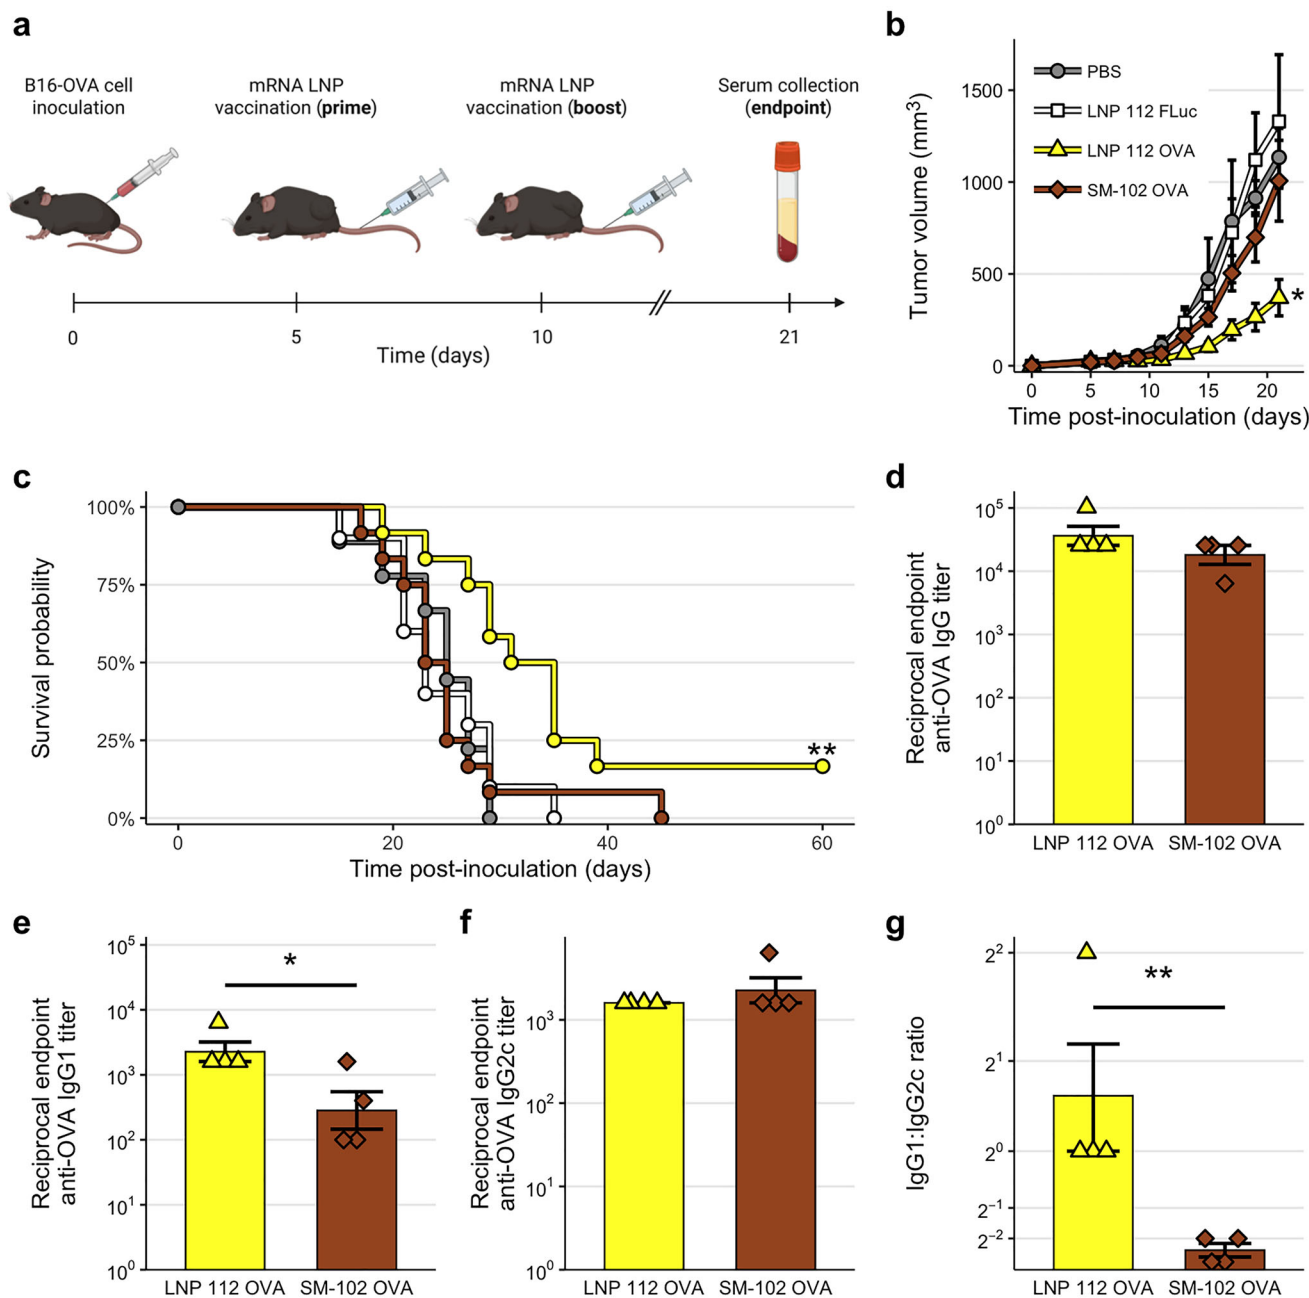 a
B16-OVA cell
inoculation
mRNA LNP
vaccination (prime)
mRNA LNP
vaccination (boost)
Serum collection
(endpoint)
0
5
10
21
Time (days)
b
Tumor volume (mm³)
1500
1000
500
0
PBS
LNP 112 FLuc
LNP 112 OVA
SM-102 OVA
*
0 5 10 15 20
Time post-inoculation (days)
c
Survival probability
100%
75%
50%
25%
0%
**
0 20 40 60
Time post-inoculation (days)
d
Reciprocal endpoint
anti-OVA IgG titer
10⁵
10⁴
10³
10²
10¹
10⁰
LNP 112 OVA SM-102 OVA
e
Reciprocal endpoint
anti-OVA IgG1 titer
10⁵
10⁴
10³
10²
10¹
10⁰
*
LNP 112 OVA SM-102 OVA
f
Reciprocal endpoint
anti-OVA IgG2c titer
10³
10²
10¹
10⁰
LNP 112 OVA SM-102 OVA
g
IgG1:IgG2c ratio
2²
2¹
2⁰
2⁻¹
2⁻²
**
LNP 112 OVA SM-102 OVA